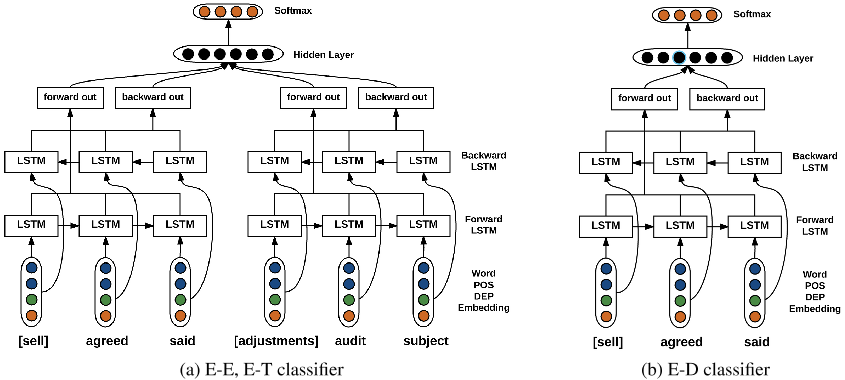 Softmax
Hidden Layer
forward out backward out forward out backward out
LSTM LSTM LSTM LSTM LSTM LSTM
Backward
LSTM
LSTM LSTM LSTM LSTM LSTM LSTM
Forward
LSTM
Word
POS
DEP
Embedding
[sell] agreed said [adjustments] audit subject
(a) E-E, E-T classifier
Softmax
Hidden Layer
forward out backward out
LSTM LSTM LSTM
Backward
LSTM
LSTM LSTM LSTM
Forward
LSTM
Word
POS
DEP
Embedding
[sell] agreed said
(b) E-D classifier